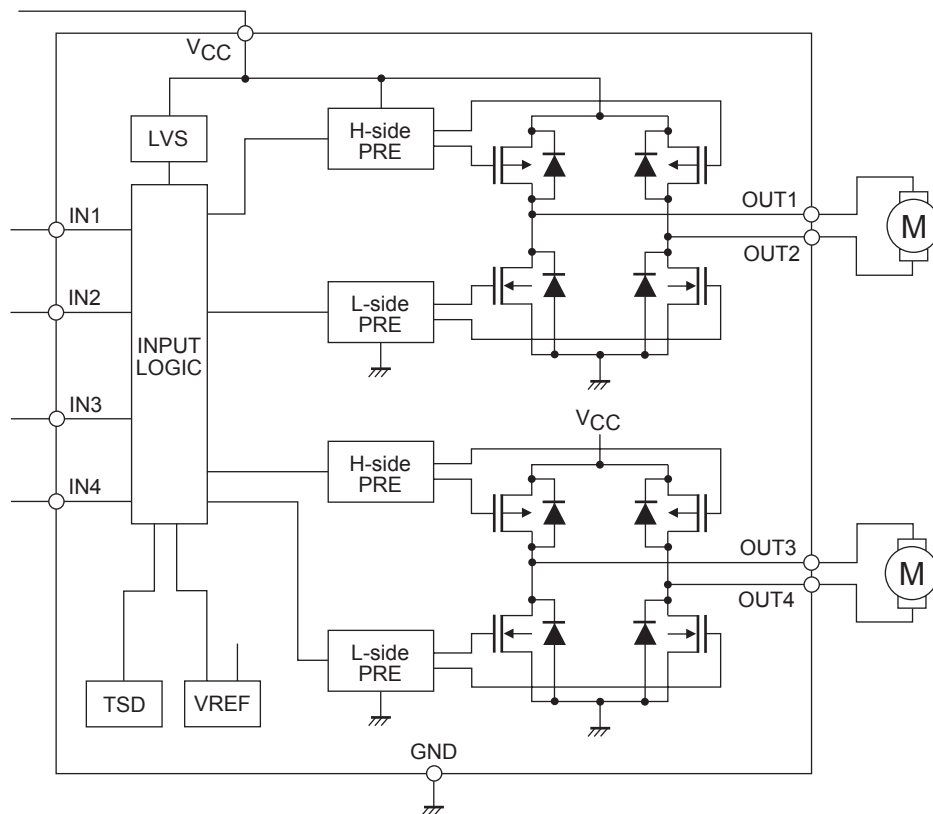 VCC
LVS
H-side
PRE
IN1
OUT1
M
OUT2
IN2
L-side
PRE
INPUT
LOGIC
IN3
VCC
H-side
PRE
IN4
OUT3
M
OUT4
L-side
PRE
TSD
VREF
GND